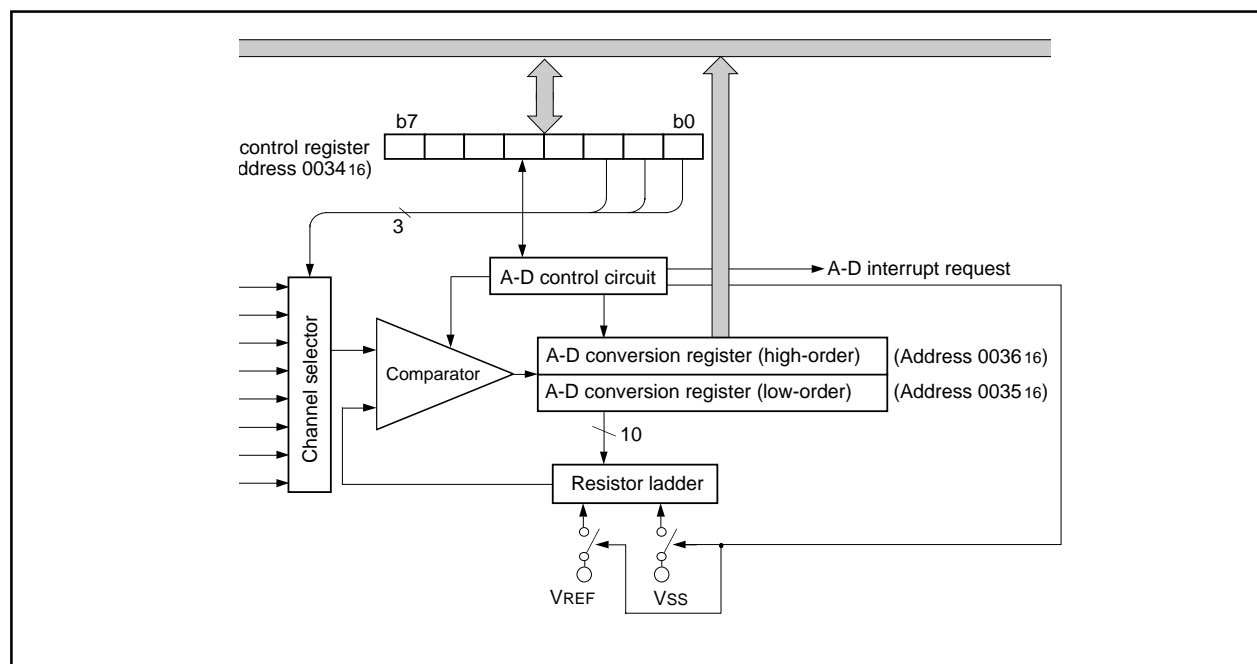 b7
b0
control register
ddress 0034 16)
3
A-D control circuit
A-D interrupt request
Channel selector
Comparator
A-D conversion register (high-order)
(Address 0036 16)
A-D conversion register (low-order)
(Address 0035 16)
10
Resistor ladder
VREF
VSS